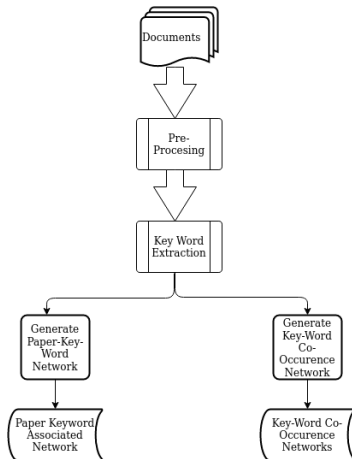 Documents
Pre-
Procesing
Key Word
Extraction
Generate
Paper-Key-
Word
Network
Generate
Key-Word
Co-
Occurence
Network
Paper Keyword
Associated
Network
Key-Word Co-
Occurence
Networks